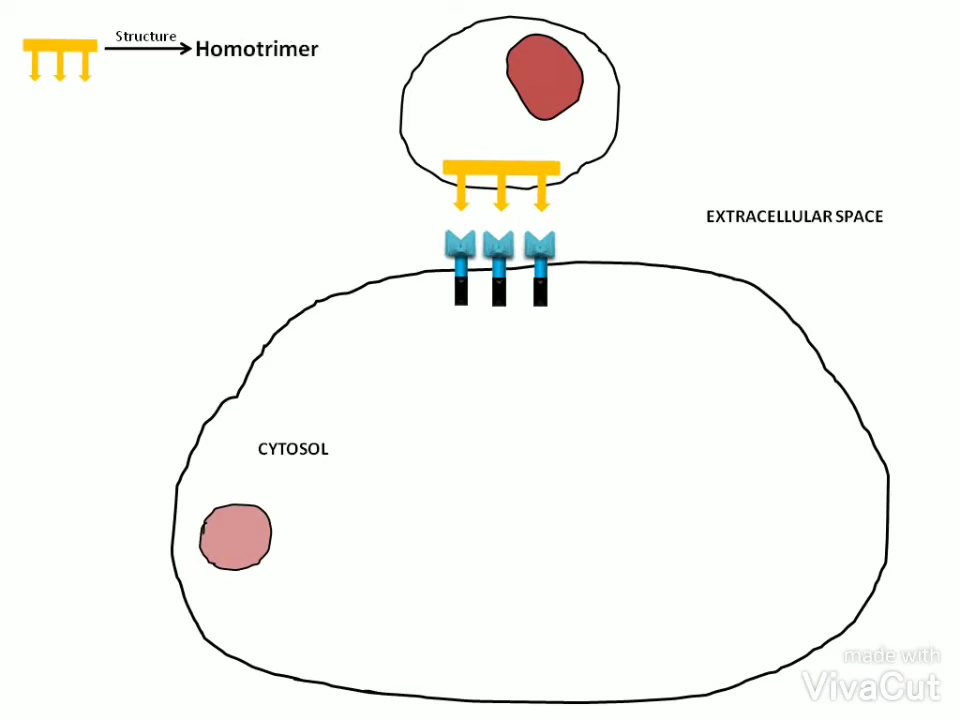 Structure
Homotrimer
EXTRACELLULAR SPACE
CYTOSOL
made with
VivaCut